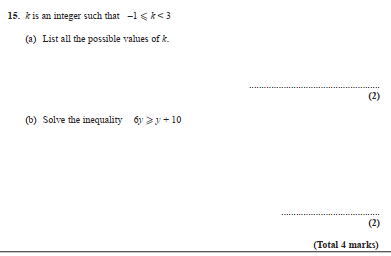 15. k is an integer such that –1 ⩽ k < 3
(a) List all the possible values of k.
..............................................
(2)
(b) Solve the inequality 6y ⩾ y + 10
..............................................
(2)
(Total 4 marks)